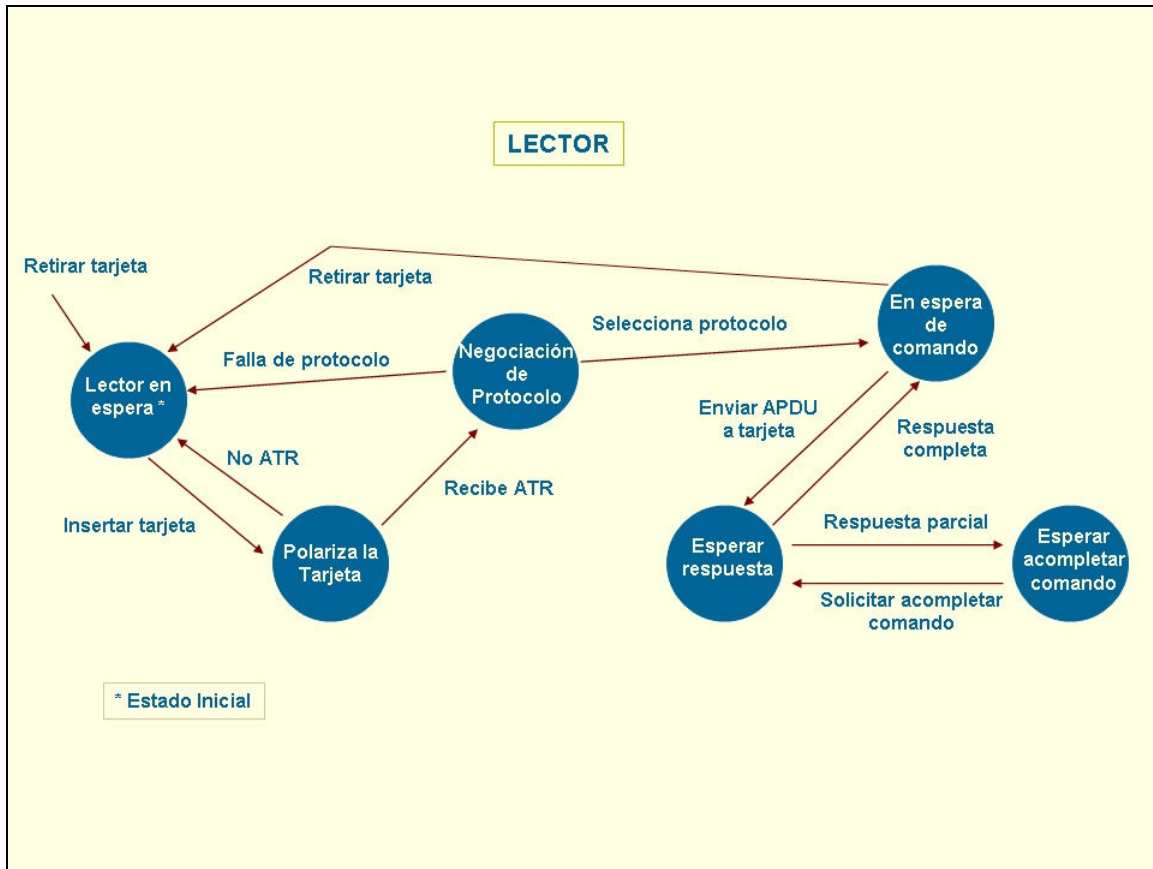 LECTOR
Retirar tarjeta
Retirar tarjeta
En espera
de
comando
Selecciona protocolo
Negociación
de
Protocolo
Falla de protocolo
Lector en
espera *
Enviar APDU
a tarjeta
Respuesta
completa
No ATR
Recibe ATR
Insertar tarjeta
Polariza la
Tarjeta
Esperar
respuesta
Respuesta parcial
Esperar
acompletar
comando
Solicitar acompletar
comando
* Estado Inicial